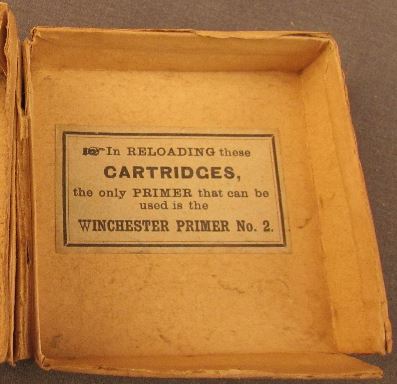 ☞ In RELOADING these
CARTRIDGES,
the only PRIMER that can be
used is the
WINCHESTER PRIMER No. 2.